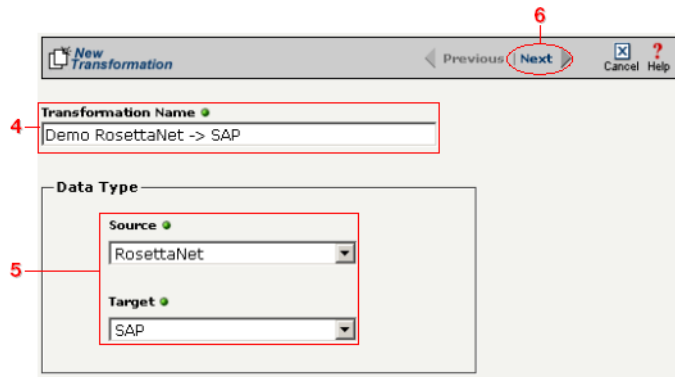 6
New
Transformation
Previous | Next
Cancel Help
Transformation Name
4
Demo RosettaNet -> SAP
Data Type
Source
RosettaNet
5
Target
SAP